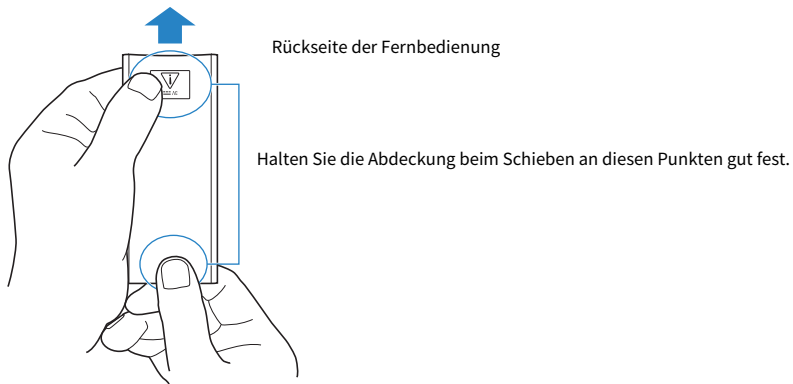 Rückseite der Fernbedienung
Halten Sie die Abdeckung beim Schieben an diesen Punkten gut fest.